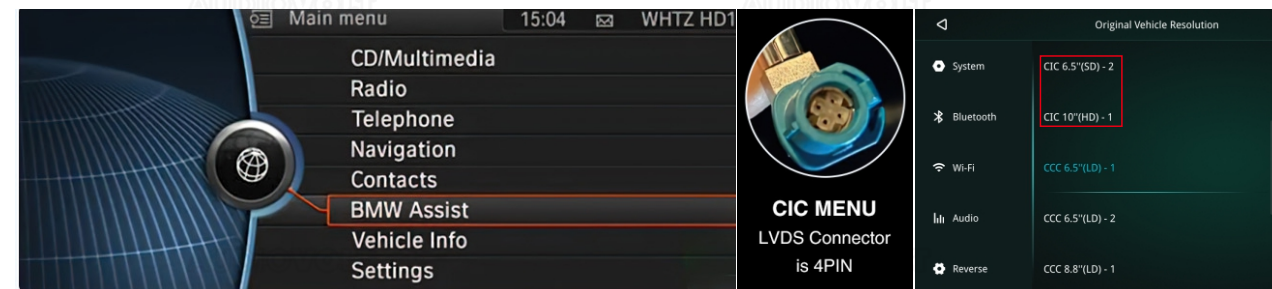 Main menu
15:04
WHTZ HD1
CD/Multimedia
Radio
Telephone
Navigation
Contacts
BMW Assist
Vehicle Info
Settings
CIC MENU
LVDS Connector
is 4PIN
Original Vehicle Resolution
System
Bluetooth
Wi-Fi
Audio
Reverse
CIC 6.5"(SD) - 2
CIC 10"(HD) - 1
CCC 6.5"(LD) - 1
CCC 6.5"(LD) - 2
CCC 8.8"(LD) - 1